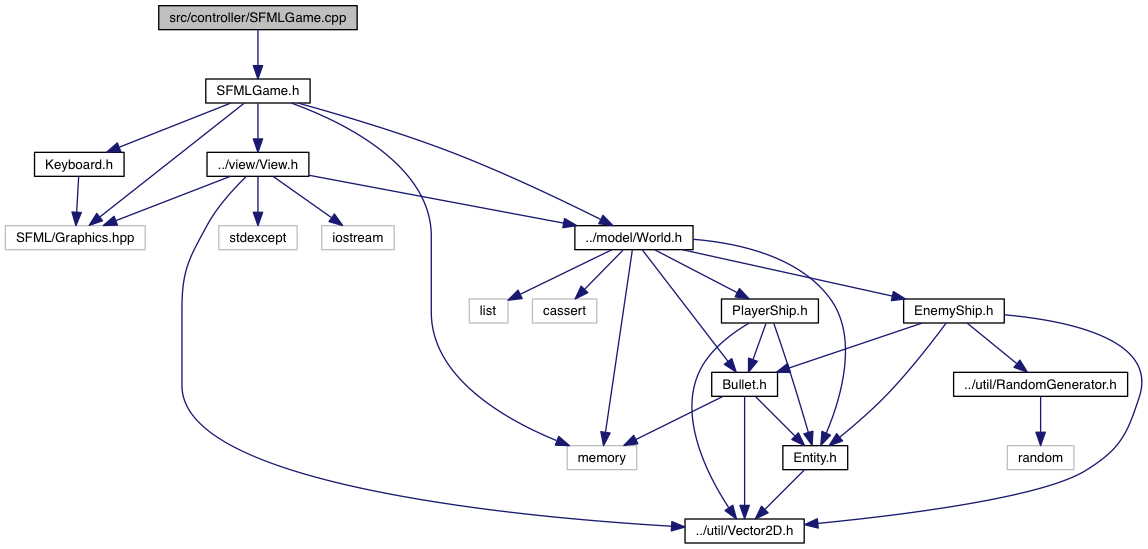 src/controller/SFMLGame.cpp
SFMLGame.h
Keyboard.h
../view/View.h
SFML/Graphics.hpp
stdexcept
iostream
../model/World.h
list
cassert
PlayerShip.h
EnemyShip.h
Bullet.h
../util/RandomGenerator.h
memory
Entity.h
random
../util/Vector2D.h